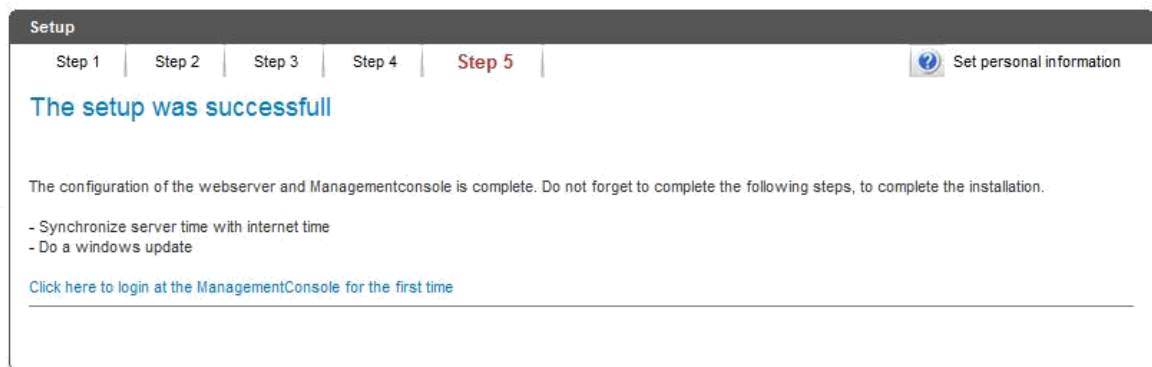 Setup
Step 1 Step 2 Step 3 Step 4 Step 5 Set personal information
The setup was successfull
The configuration of the webserver and Managementconsole is complete. Do not forget to complete the following steps, to complete the installation.
- Synchronize server time with internet time
- Do a windows update
Click here to login at the ManagementConsole for the first time